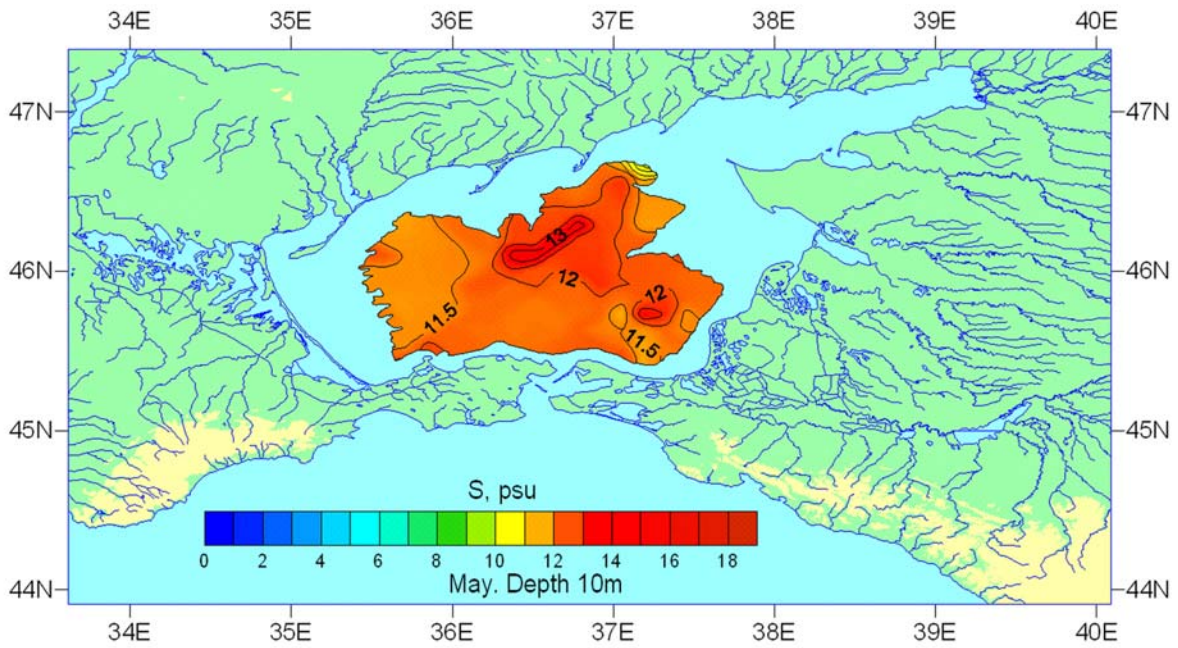 34E 35E 36E 37E 38E 39E 40E
47N 47N
13
46N 46N
12
12
11.5
11.5
45N 45N
S, psu
0 2 4 6 8 10 12 14 16 18
May. Depth 10m
44N 44N
34E 35E 36E 37E 38E 39E 40E